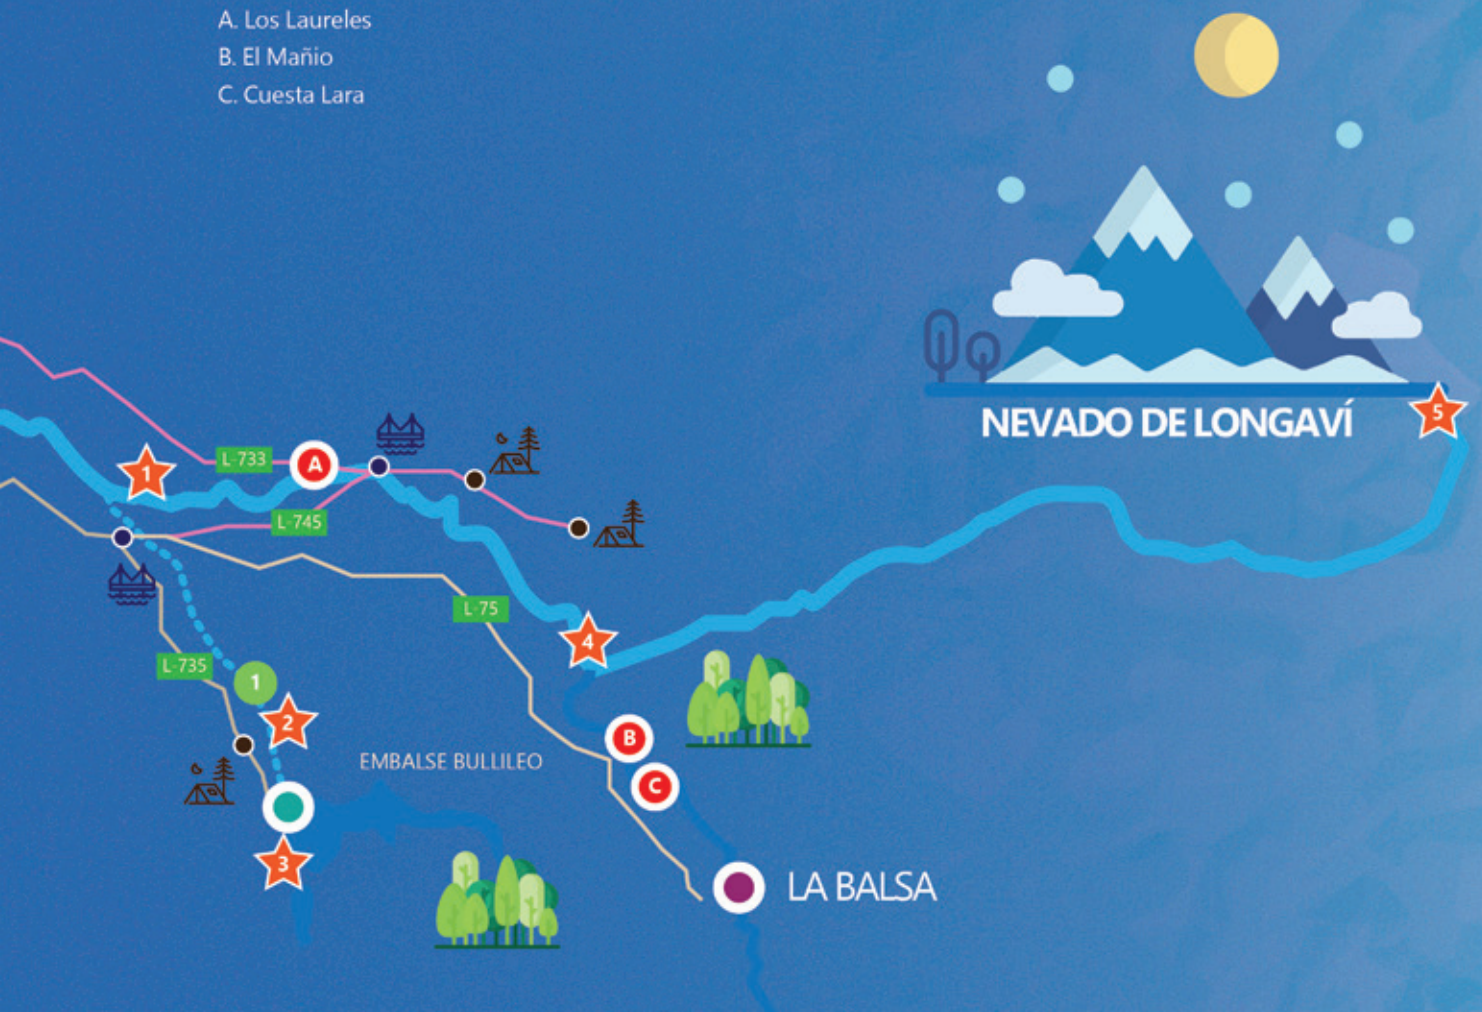 A. Los Laureles
B. El Mañio
C. Cuesta Lara
NEVADO DE LONGAVÍ
5
1
L-733
A
L-745
L-75
4
L-735
1
2
B
EMBALSE BULLILEO
C
3
LA BALSA